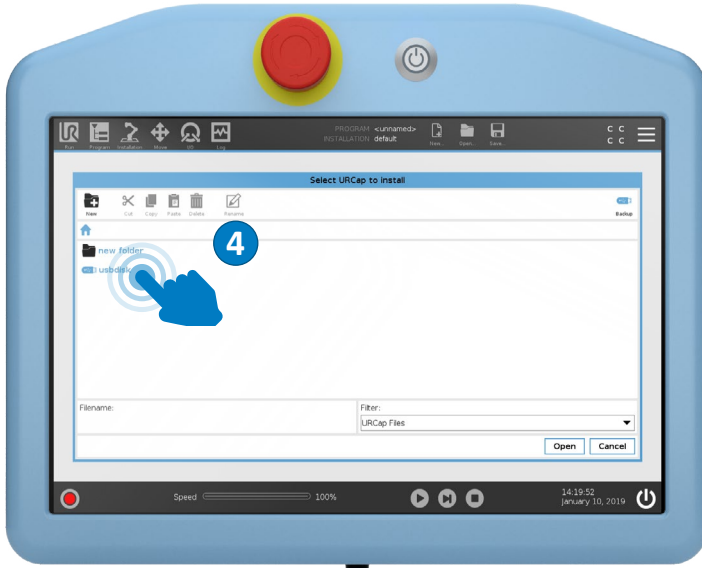 PROGRAM <unnamed>
INSTALLATION default
Run Program Installation Move I/O Log New... Open... Save...
C C
C C
Select URCap to install
New Cut Copy Paste Delete Rename Backup
4
new folder
usbdisk
Filename:
Filter:
URCap Files
Open Cancel
Speed 100%
14:19:52
January 10, 2019